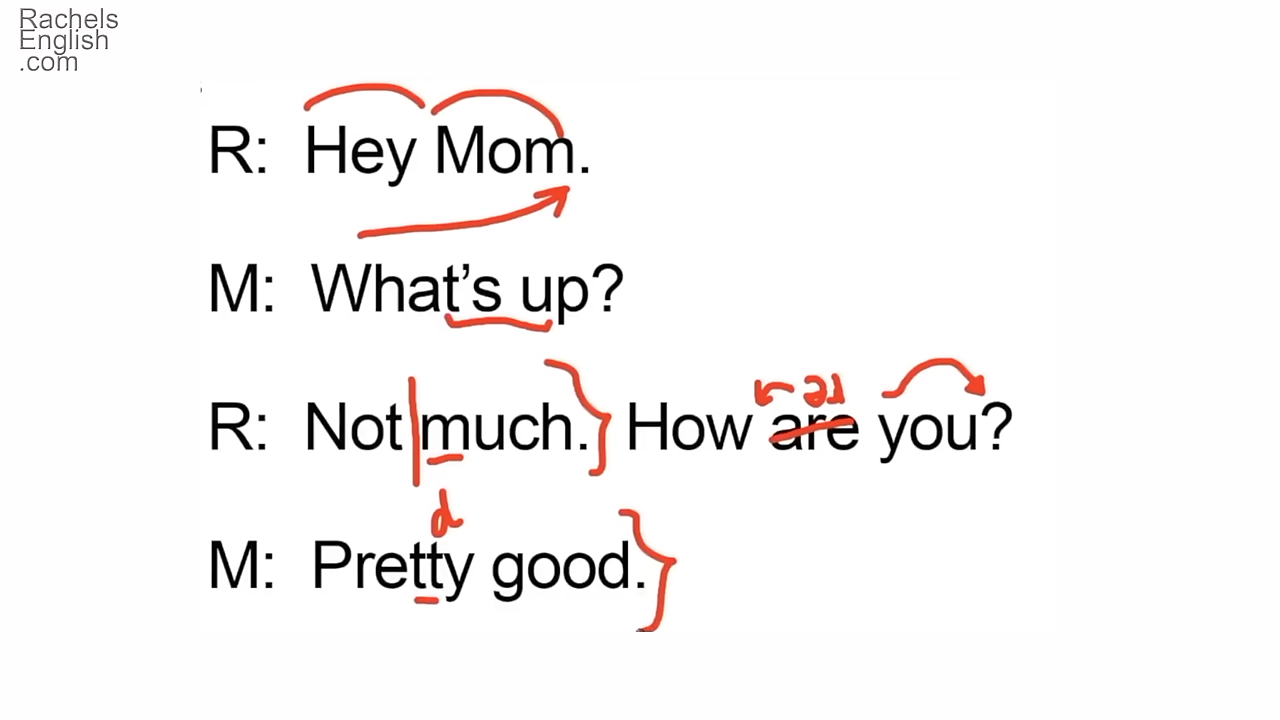 Rachels
English
.com
R: Hey Mom.
M: What's up?
R: Not much. How are you?
d
M: Pretty good.